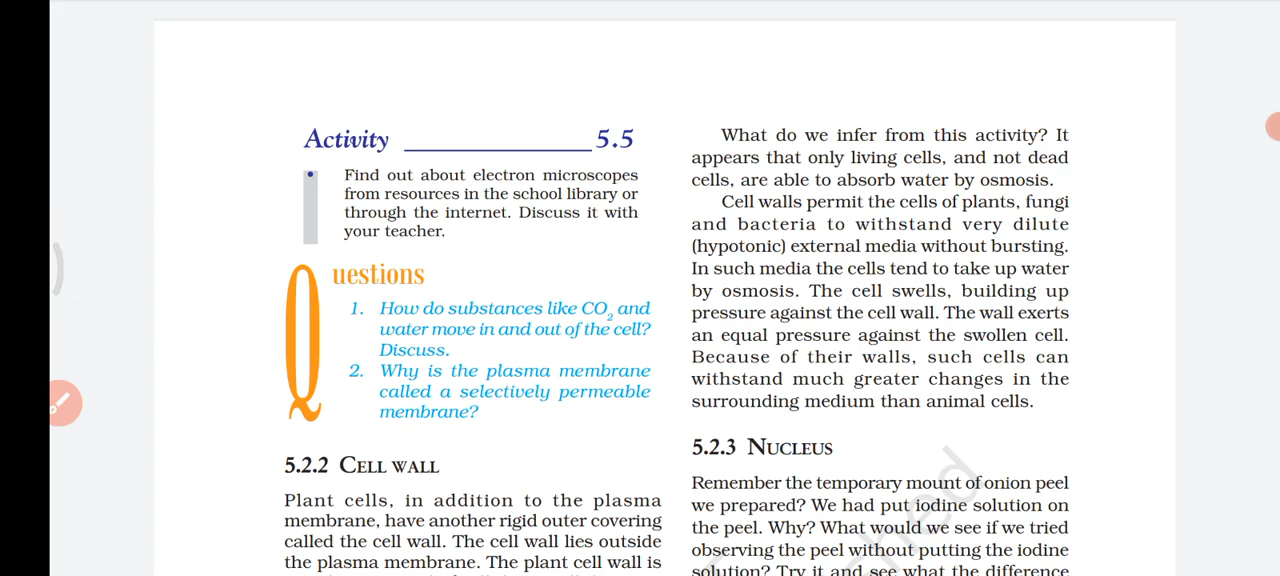 Activity 5.5
Find out about electron microscopes
from resources in the school library or
through the internet. Discuss it with
your teacher.
Questions
1. How do substances like CO2 and
water move in and out of the cell?
Discuss.
2. Why is the plasma membrane
called a selectively permeable
membrane?
5.2.2 CELL WALL
Plant cells, in addition to the plasma
membrane, have another rigid outer covering
called the cell wall. The cell wall lies outside
the plasma membrane. The plant cell wall is
What do we infer from this activity? It
appears that only living cells, and not dead
cells, are able to absorb water by osmosis.
Cell walls permit the cells of plants, fungi
and bacteria to withstand very dilute
(hypotonic) external media without bursting.
In such media the cells tend to take up water
by osmosis. The cell swells, building up
pressure against the cell wall. The wall exerts
an equal pressure against the swollen cell.
Because of their walls, such cells can
withstand much greater changes in the
surrounding medium than animal cells.
5.2.3 NUCLEUS
Remember the temporary mount of onion peel
we prepared? We had put iodine solution on
the peel. Why? What would we see if we tried
observing the peel without putting the iodine
solution? Try it and see what the difference